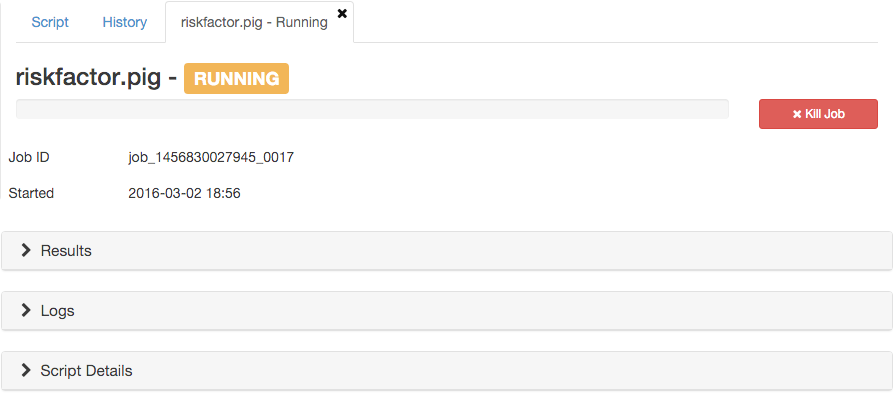 Script History riskfactor.pig - Running ✖
riskfactor.pig - RUNNING
✖ Kill Job
Job ID job_1456830027945_0017
Started 2016-03-02 18:56
Results
Logs
Script Details